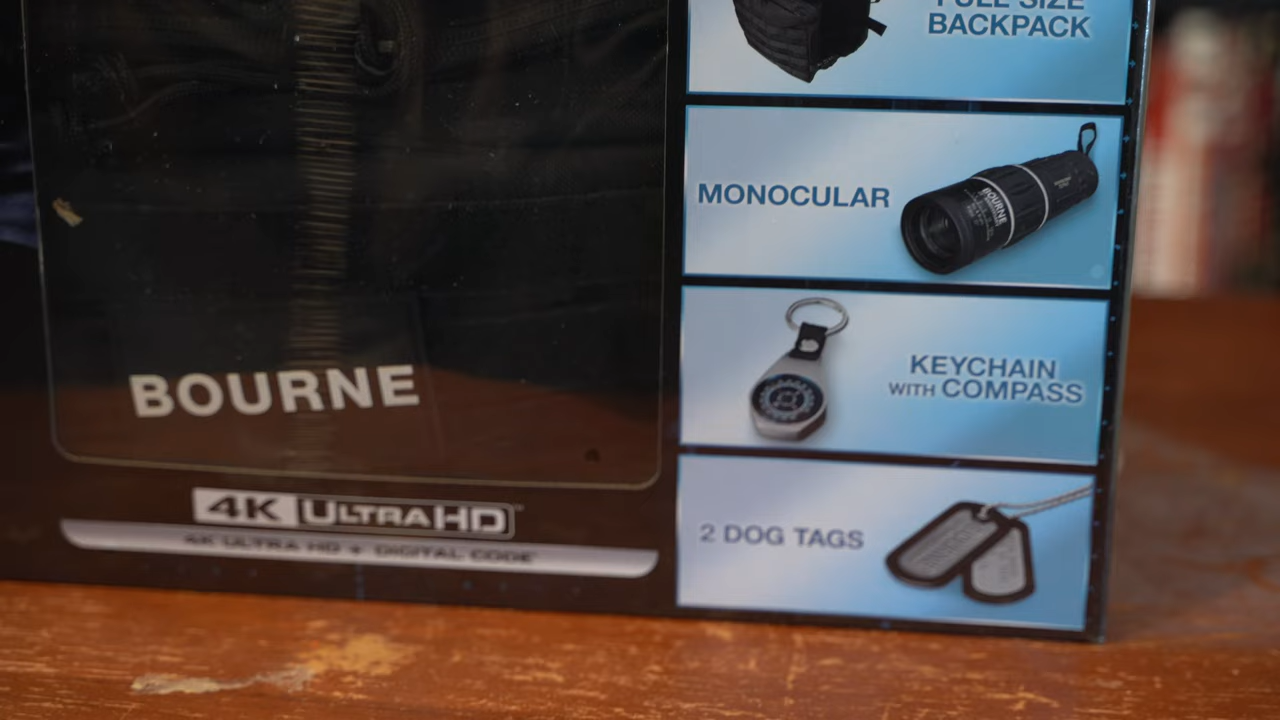 FULL SIZE
BACKPACK
MONOCULAR
BOURNE
KEYCHAIN
WITH COMPASS
BOURNE
4K ULTRA HD
4K ULTRA HD + DIGITAL CODE
2 DOG TAGS